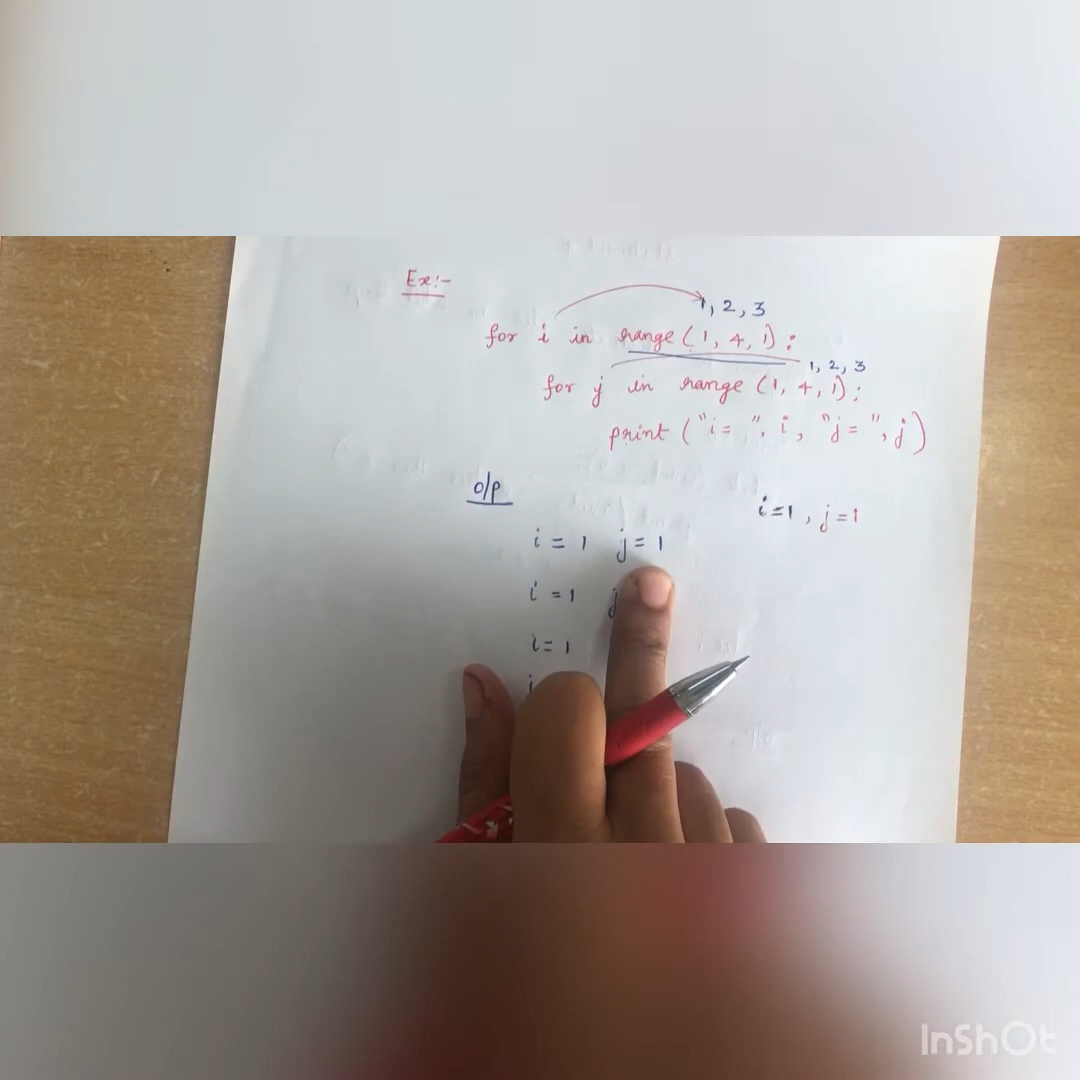 Ex:-
1, 2, 3
for i in range (1, 4, 1):
1, 2, 3
for j in range (1, 4, 1):
print ("i= ", i, "j= ", j)
o/p
i=1, j=1
i = 1 j = 1
i = 1 j
i = 1
i
InShOt